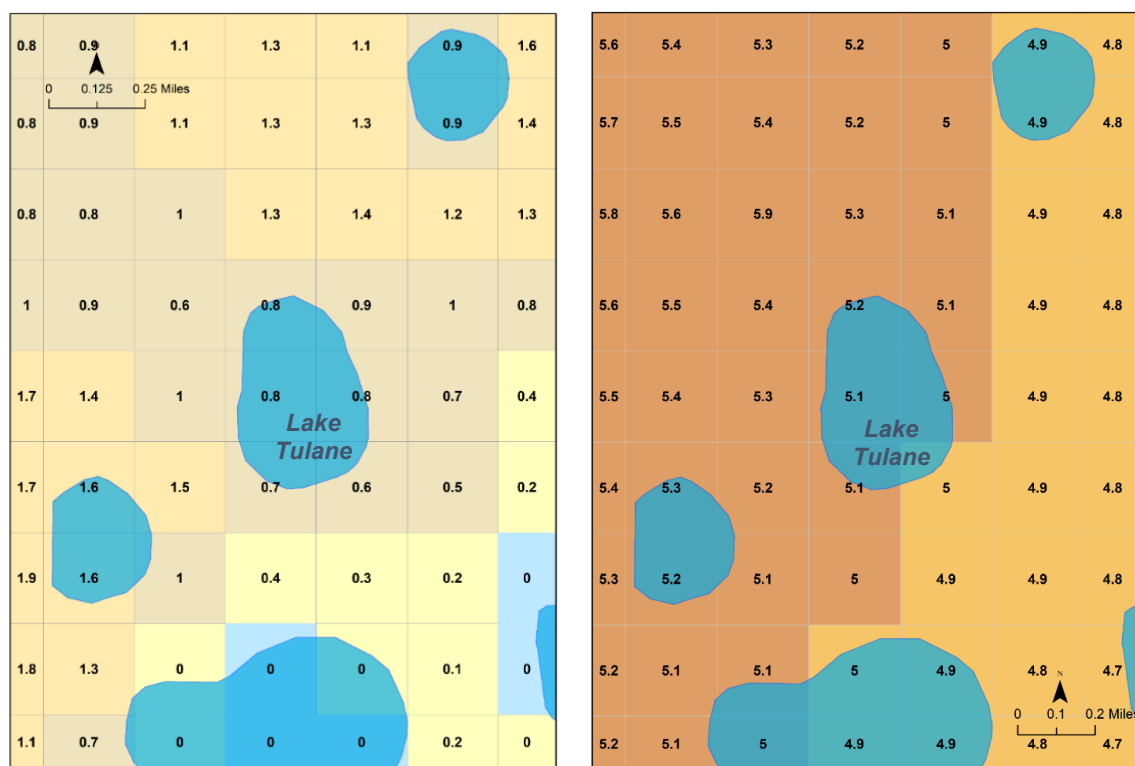 0.8 0.9 1.1 1.3 1.1 0.9 1.6
0 0.125 0.25 Miles
0.8 0.9 1.1 1.3 1.3 0.9 1.4
0.8 0.8 1 1.3 1.4 1.2 1.3
1 0.9 0.6 0.8 0.9 1 0.8
1.7 1.4 1 0.8 0.8 0.7 0.4
Lake
Tulane
1.7 1.6 1.5 0.7 0.6 0.5 0.2
1.9 1.6 1 0.4 0.3 0.2 0
1.8 1.3 0 0 0 0.1 0
1.1 0.7 0 0 0 0.2 0
5.6 5.4 5.3 5.2 5 4.9 4.8
5.7 5.5 5.4 5.2 5 4.9 4.8
5.8 5.6 5.9 5.3 5.1 4.9 4.8
5.6 5.5 5.4 5.2 5.1 4.9 4.8
5.5 5.4 5.3 5.1 5 4.9 4.8
Lake
Tulane
5.4 5.3 5.2 5.1 5 4.9 4.8
5.3 5.2 5.1 5 4.9 4.9 4.8
5.2 5.1 5.1 5 4.9 4.8 4.7
N
0 0.1 0.2 Miles
5.2 5.1 5 4.9 4.9 4.8 4.7